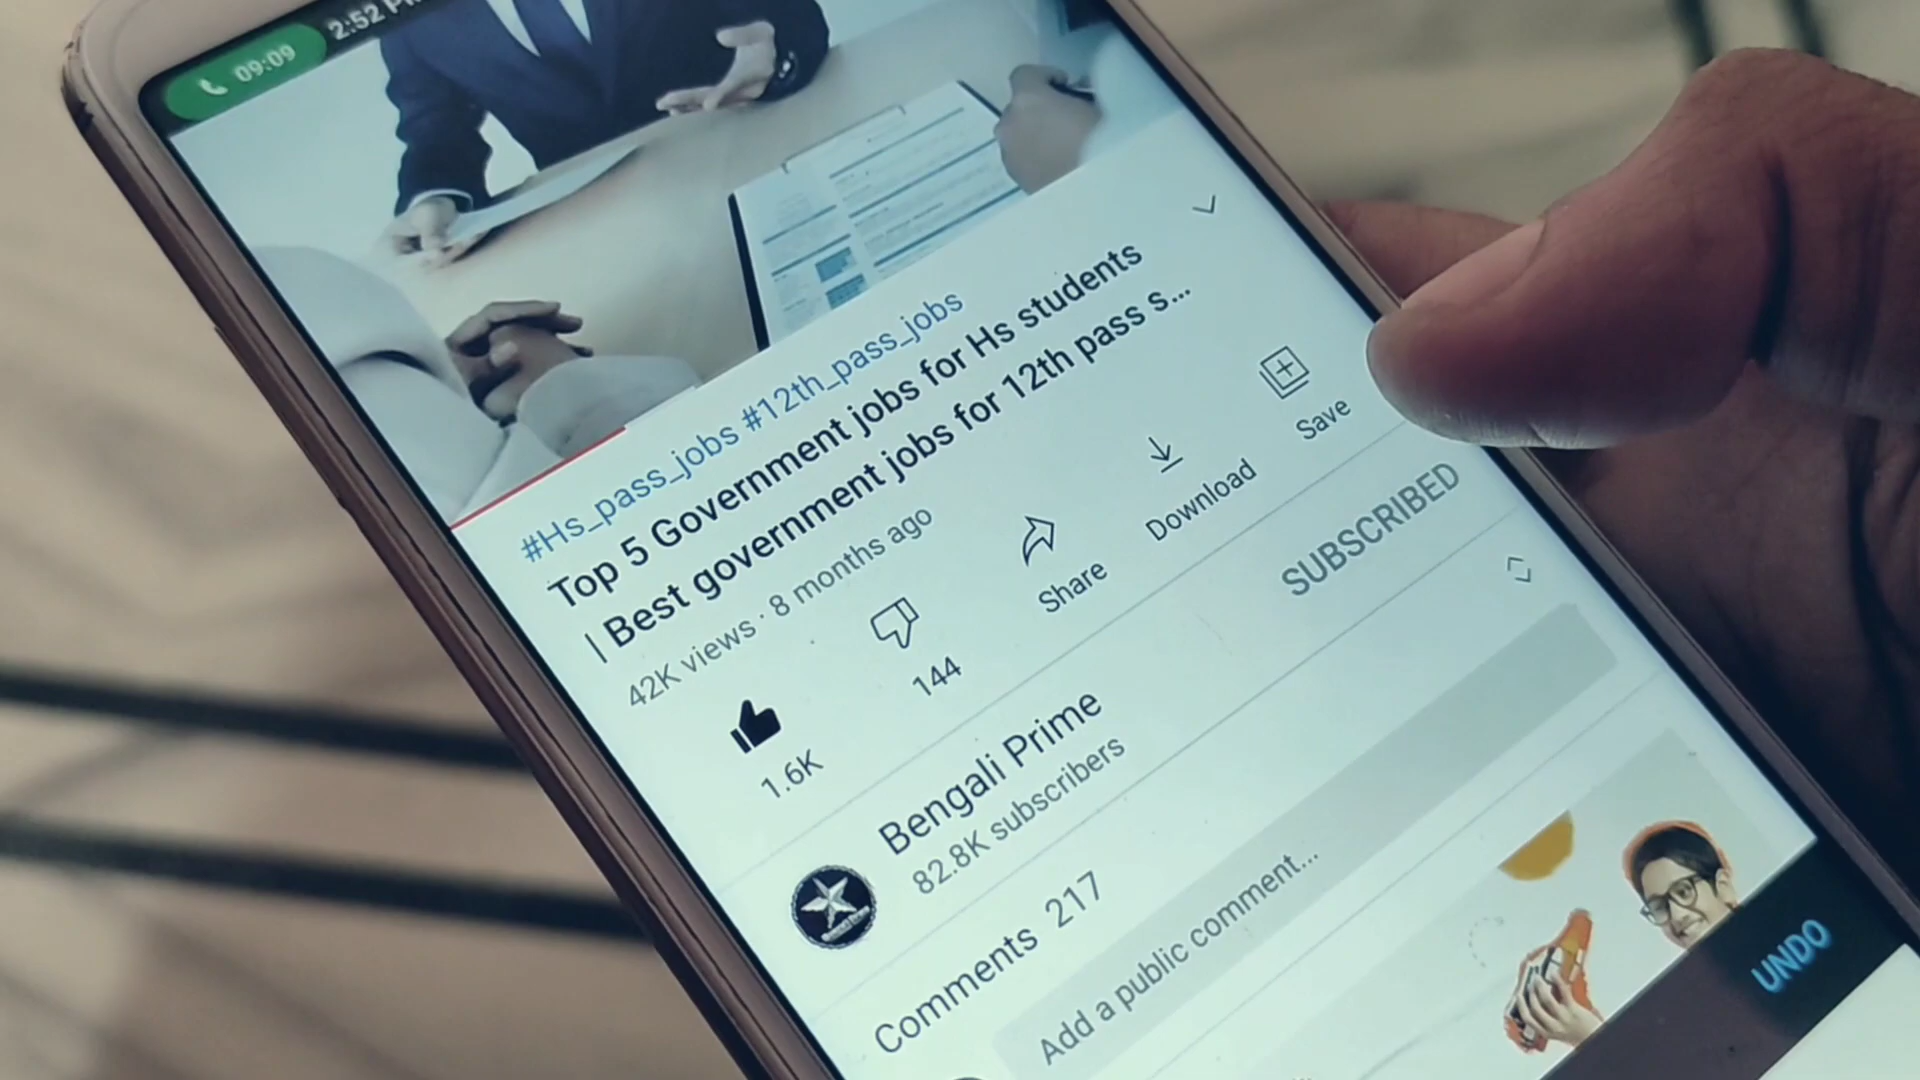 09:09
2:52
#Hs_pass_jobs #12th_pass_jobs
Top 5 Government jobs for Hs students
| Best government jobs for 12th pass s...
42K views · 8 months ago
1.6K
144
Share
Download
Save
Bengali Prime
82.8K subscribers
SUBSCRIBED
Comments 217
Add a public comment...
UNDO